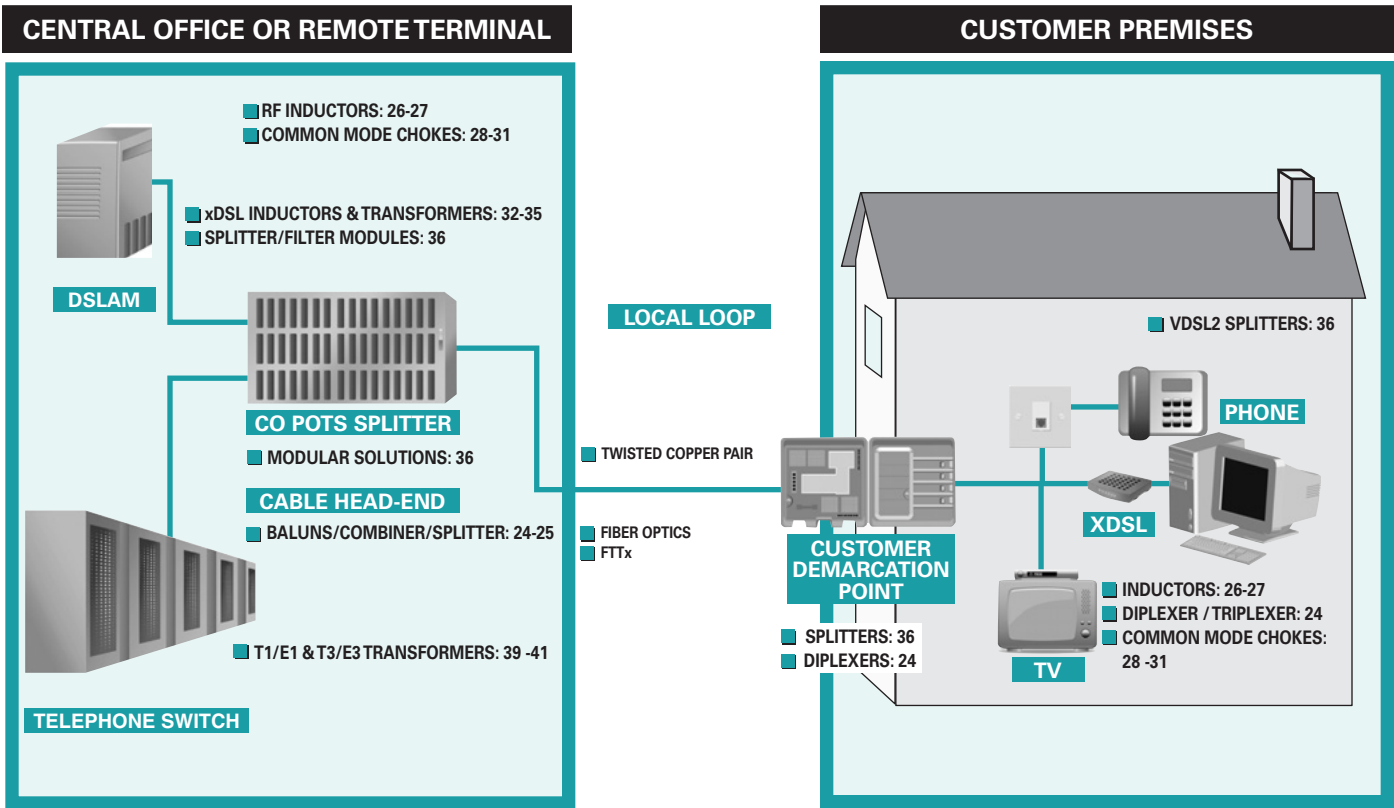 CENTRAL OFFICE OR REMOTE TERMINAL
RF INDUCTORS: 26-27
COMMON MODE CHOKES: 28-31
xDSL INDUCTORS & TRANSFORMERS: 32-35
SPLITTER/FILTER MODULES: 36
DSLAM
CO POTS SPLITTER
MODULAR SOLUTIONS: 36
CABLE HEAD-END
BALUNS/COMBINER/SPLITTER: 24-25
T1/E1 & T3/E3 TRANSFORMERS: 39 -41
TELEPHONE SWITCH
LOCAL LOOP
TWISTED COPPER PAIR
FIBER OPTICS
FTTx
CUSTOMER PREMISES
VDSL2 SPLITTERS: 36
PHONE
XDSL
CUSTOMER
DEMARCATION
POINT
SPLITTERS: 36
DIPLEXERS: 24
INDUCTORS: 26-27
DIPLEXER / TRIPLEXER: 24
COMMON MODE CHOKES:
28 -31
TV